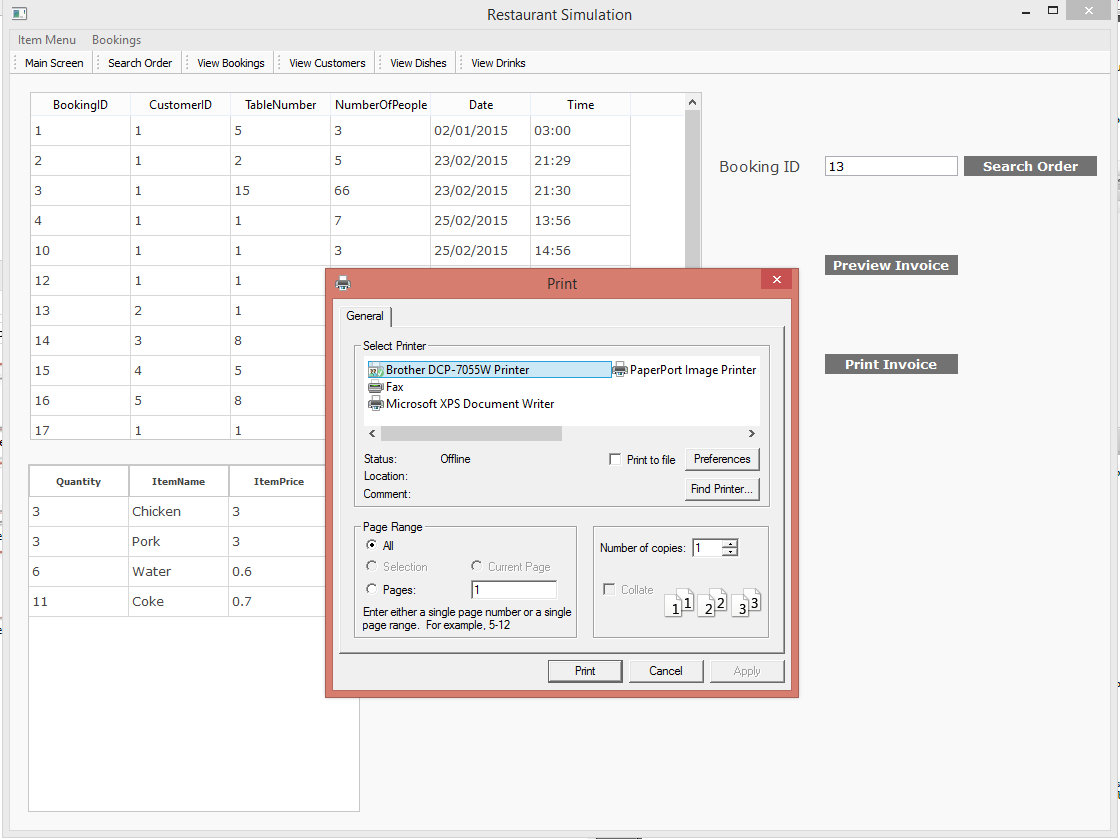 Restaurant Simulation
Item Menu Bookings
Main Screen Search Order View Bookings View Customers View Dishes View Drinks
BookingID CustomerID TableNumber NumberOfPeople Date Time
1 1 5 3 02/01/2015 03:00
2 1 2 5 23/02/2015 21:29
3 1 15 66 23/02/2015 21:30
4 1 1 7 25/02/2015 13:56
10 1 1 3 25/02/2015 14:56
12 1 1
13 2 1
14 3 8
15 4 5
16 5 8
17 1 1
Booking ID 13 Search Order
Preview Invoice
Print Invoice
Quantity ItemName ItemPrice
3 Chicken 3
3 Pork 3
6 Water 0.6
11 Coke 0.7
Print
General
Select Printer
Brother DCP-7055W Printer PaperPort Image Printer
Fax
Microsoft XPS Document Writer
Status: Offline Print to file Preferences
Location:
Comment: Find Printer...
Page Range
All
Selection Current Page
Pages: 1
Enter either a single page number or a single
page range. For example, 5-12
Number of copies: 1
Collate
1 1 2 2 3 3
Print Cancel Apply